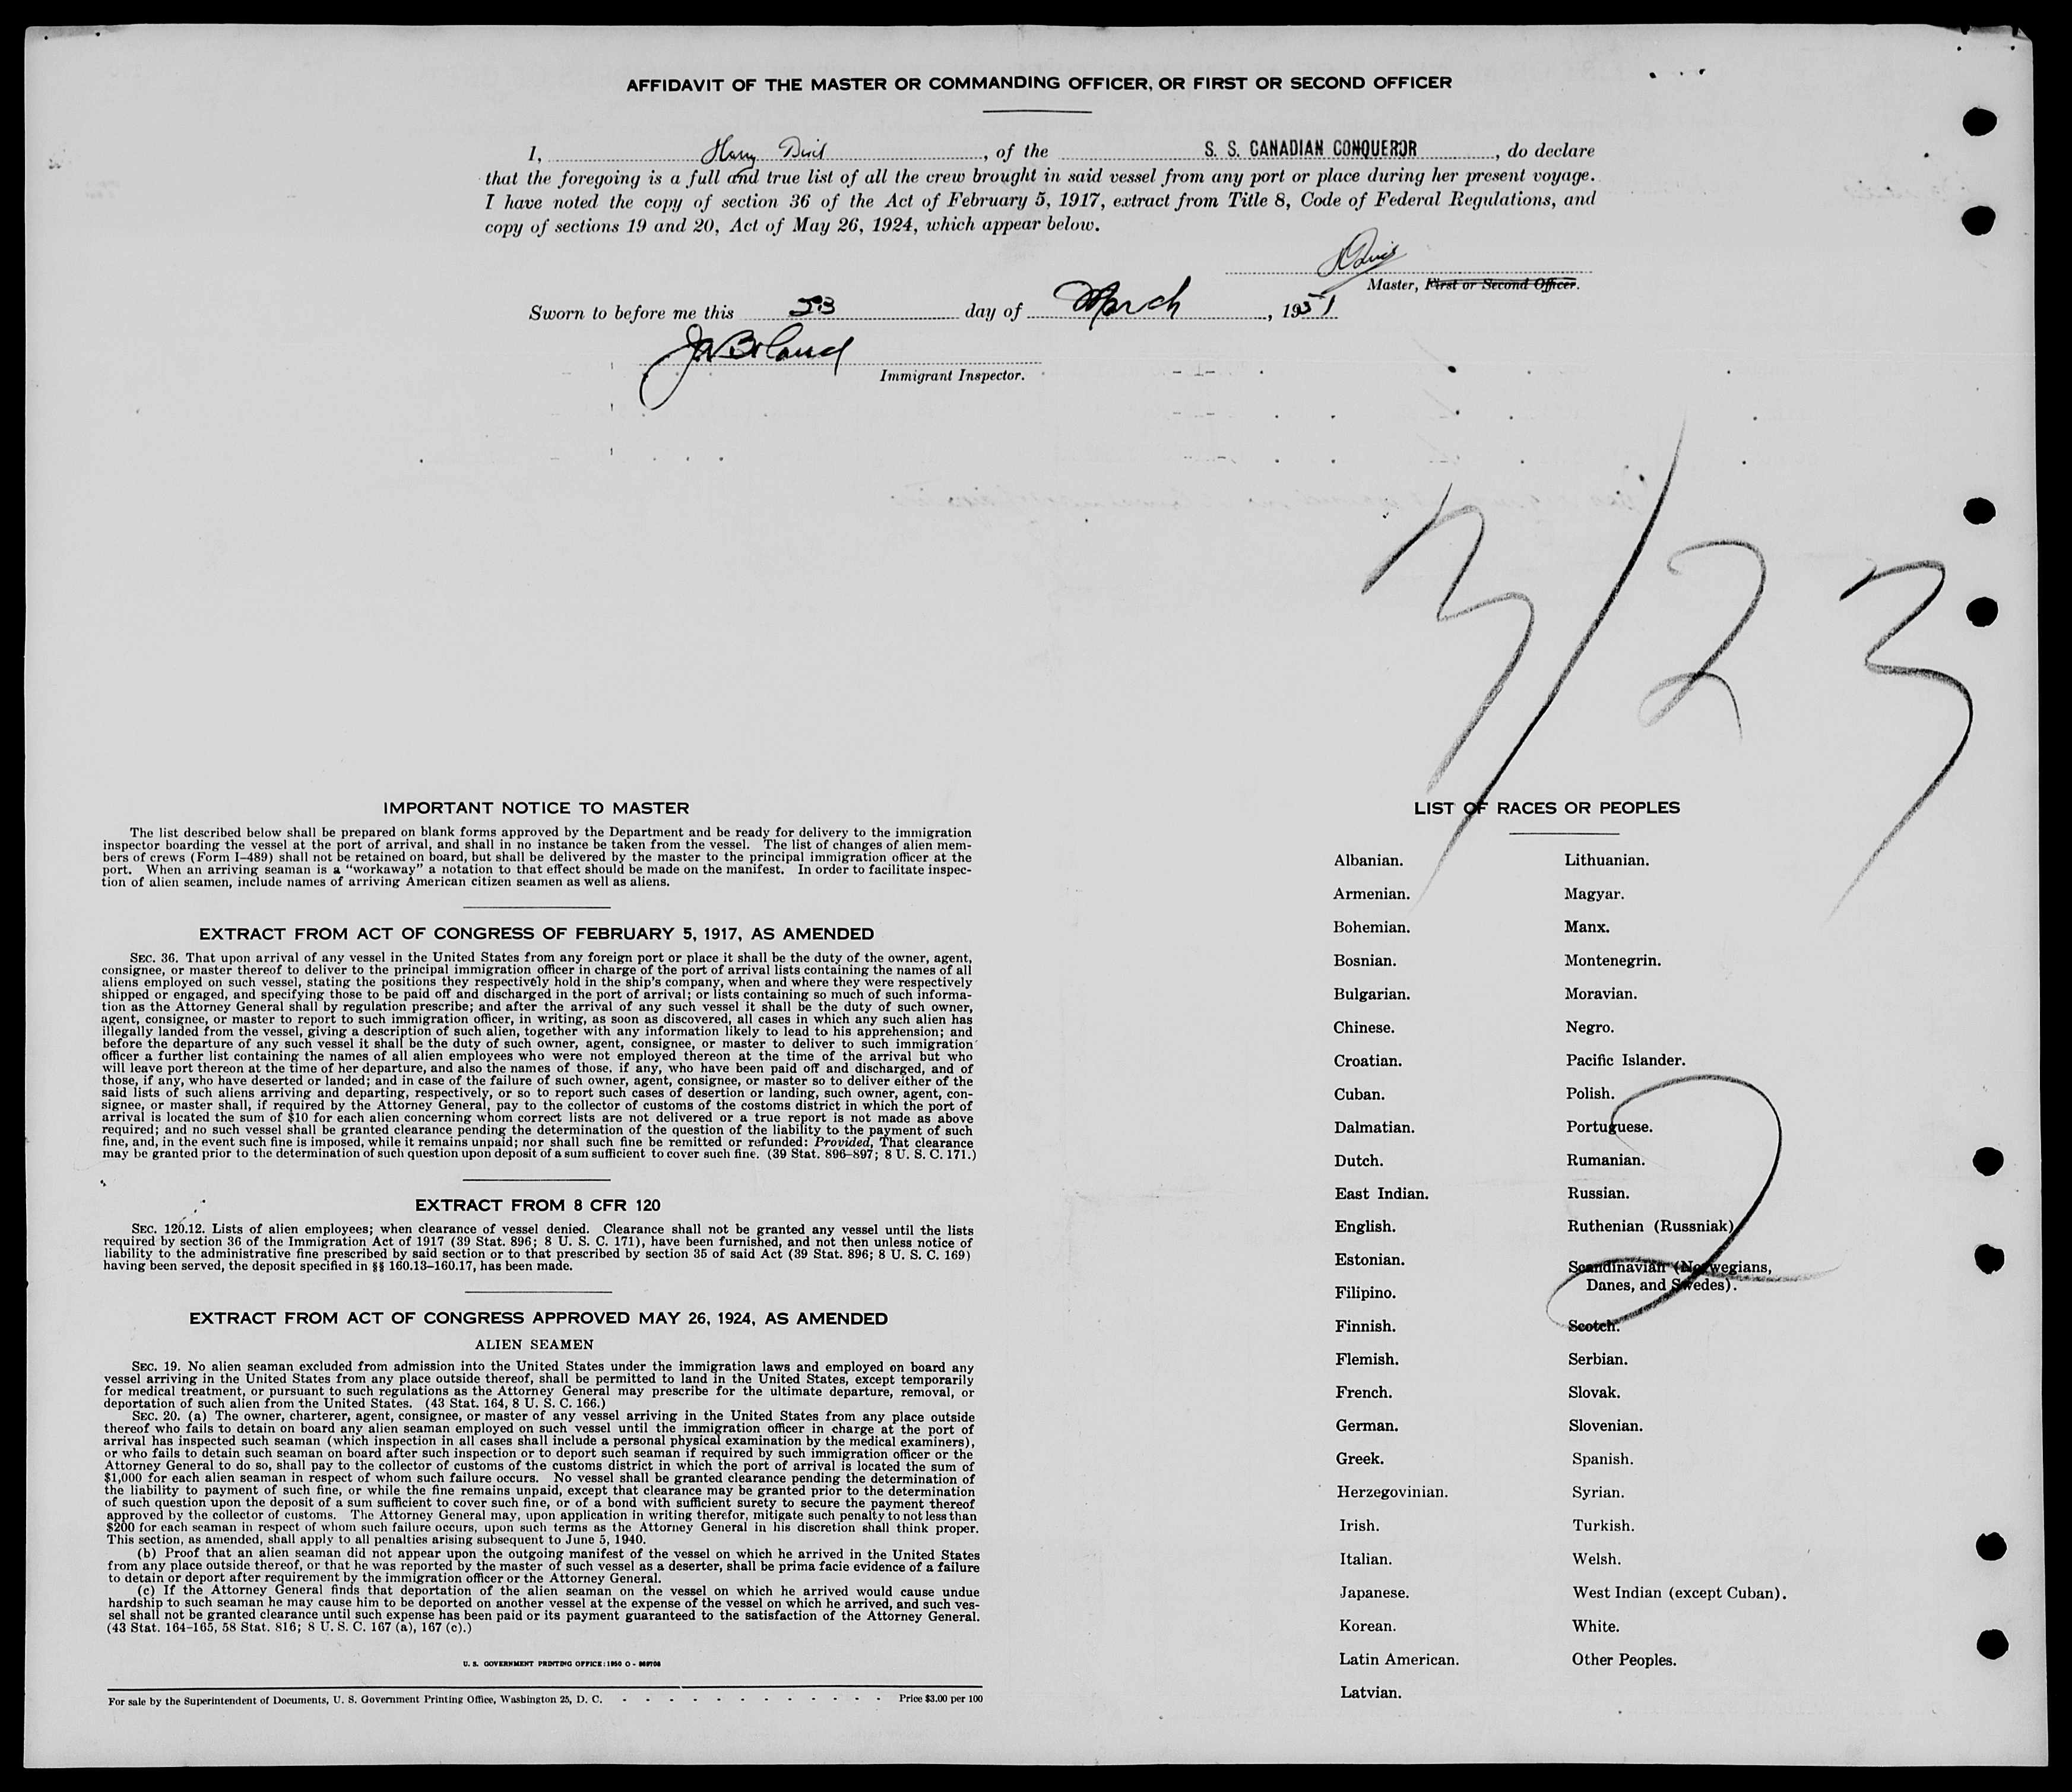 AFFIDAVIT OF THE MASTER OR COMMANDING OFFICER, OR FIRST OR SECOND OFFICER
I, Harry , of the S. S. CANADIAN CONQUEROR, do declare
that the foregoing is a full and true list of all the crew brought in said vessel from any port or place during her present voyage.
I have noted the copy of section 36 of the Act of February 5, 1917, extract from Title 8, Code of Federal Regulations, and
copy of sections 19 and 20, Act of May 26, 1924, which appear below.
Master, First or Second Officer.
Sworn to before me this 23 day of March, 1951
Immigrant Inspector.
3/23
IMPORTANT NOTICE TO MASTER
The list described below shall be prepared on blank forms approved by the Department and be ready for delivery to the immigration
inspector boarding the vessel at the port of arrival, and shall in no instance be taken from the vessel. The list of changes of alien mem-
bers of crews (Form I-489) shall not be retained on board, but shall be delivered by the master to the principal immigration officer at the
port. When an arriving seaman is a "workaway" a notation to that effect should be made on the manifest. In order to facilitate inspec-
tion of alien seamen, include names of arriving American citizen seamen as well as aliens.
EXTRACT FROM ACT OF CONGRESS OF FEBRUARY 5, 1917, AS AMENDED
SEC. 36. That upon arrival of any vessel in the United States from any foreign port or place it shall be the duty of the owner, agent,
consignee, or master thereof to deliver to the principal immigration officer in charge of the port of arrival lists containing the names of all
aliens employed on such vessel, stating the positions they respectively hold in the ship's company, when and where they were respectively
shipped or engaged, and specifying those to be paid off and discharged in the port of arrival; or lists containing so much of such informa-
tion as the Attorney General shall by regulation prescribe; and after the arrival of any such vessel it shall be the duty of such owner,
agent, consignee, or master to report to such immigration officer, in writing, as soon as discovered, all cases in which any such alien has
illegally landed from the vessel, giving a description of such alien, together with any information likely to lead to his apprehension; and
before the departure of any such vessel it shall be the duty of such owner, agent, consignee, or master to deliver to such immigration
officer a further list containing the names of all alien employees who were not employed thereon at the time of the arrival but who
will leave port thereon at the time of her departure, and also the names of those, if any, who have been paid off and discharged, and of
those, if any, who have deserted or landed; and in case of the failure of such owner, agent, consignee, or master so to deliver either of the
said lists of such aliens arriving and departing, respectively, or so to report such cases of desertion or landing, such owner, agent, con-
signee, or master shall, if required by the Attorney General, pay to the collector of customs of the costoms district in which the port of
arrival is located the sum of $10 for each alien concerning whom correct lists are not delivered or a true report is not made as above
required; and no such vessel shall be granted clearance pending the determination of the question of the liability to the payment of such
fine, and, in the event such fine is imposed, while it remains unpaid; nor shall such fine be remitted or refunded: Provided, That clearance
may be granted prior to the determination of such question upon deposit of a sum sufficient to cover such fine. (39 Stat. 896-897; 8 U. S. C. 171.)
EXTRACT FROM 8 CFR 120
SEC. 120.12. Lists of alien employees; when clearance of vessel denied. Clearance shall not be granted any vessel until the lists
required by section 36 of the Immigration Act of 1917 (39 Stat. 896; 8 U. S. C. 171), have been furnished, and not then unless notice of
liability to the administrative fine prescribed by said section or to that prescribed by section 35 of said Act (39 Stat. 896; 8 U. S. C. 169)
having been served, the deposit specified in §§ 160.13-160.17, has been made.
EXTRACT FROM ACT OF CONGRESS APPROVED MAY 26, 1924, AS AMENDED
ALIEN SEAMEN
SEC. 19. No alien seaman excluded from admission into the United States under the immigration laws and employed on board any
vessel arriving in the United States from any place outside thereof, shall be permitted to land in the United States, except temporarily
for medical treatment, or pursuant to such regulations as the Attorney General may prescribe for the ultimate departure, removal, or
deportation of such alien from the United States. (43 Stat. 164, 8 U. S. C. 166.)
SEC. 20. (a) The owner, charterer, agent, consignee, or master of any vessel arriving in the United States from any place outside
thereof who fails to detain on board any alien seaman employed on such vessel until the immigration officer in charge at the port of
arrival has inspected such seaman (which inspection in all cases shall include a personal physical examination by the medical examiners),
or who fails to detain such seaman on board after such inspection or to deport such seaman if required by such immigration officer or the
Attorney General to do so, shall pay to the collector of customs of the customs district in which the port of arrival is located the sum of
$1,000 for each alien seaman in respect of whom such failure occurs. No vessel shall be granted clearance pending the determination of
the liability to payment of such fine, or while the fine remains unpaid, except that clearance may be granted prior to the determination
of such question upon the deposit of a sum sufficient to cover such fine, or of a bond with sufficient surety to secure the payment thereof
approved by the collector of customs. The Attorney General may, upon application in writing therefor, mitigate such penalty to not less than
$200 for each seaman in respect of whom such failure occurs, upon such terms as the Attorney General in his discretion shall think proper.
This section, as amended, shall apply to all penalties arising subsequent to June 5, 1940.
(b) Proof that an alien seaman did not appear upon the outgoing manifest of the vessel on which he arrived in the United States
from any place outside thereof, or that he was reported by the master of such vessel as a deserter, shall be prima facie evidence of a failure
to detain or deport after requirement by the immigration officer or the Attorney General.
(c) If the Attorney General finds that deportation of the alien seaman on the vessel on which he arrived would cause undue
hardship to such seaman he may cause him to be deported on another vessel at the expense of the vessel on which he arrived, and such ves-
sel shall not be granted clearance until such expense has been paid or its payment guaranteed to the satisfaction of the Attorney General.
(43 Stat. 164-165, 58 Stat. 816; 8 U. S. C. 167 (a), 167 (c).)
U. S. GOVERNMENT PRINTING OFFICE: 1950 O -
For sale by the Superintendent of Documents, U. S. Government Printing Office, Washington 25, D. C. - - - - - - - - - - - - Price $3.00 per 100
LIST OF RACES OR PEOPLES
Albanian.
Armenian.
Bohemian.
Bosnian.
Bulgarian.
Chinese.
Croatian.
Cuban.
Dalmatian.
Dutch.
East Indian.
English.
Estonian.
Filipino.
Finnish.
Flemish.
French.
German.
Greek.
Herzegovinian.
Irish.
Italian.
Japanese.
Korean.
Latin American.
Latvian.
Lithuanian.
Magyar.
Manx.
Montenegrin.
Moravian.
Negro.
Pacific Islander.
Polish.
Portuguese.
Rumanian.
Russian.
Ruthenian (Russniak)
Scandinavian (Norwegians,
Danes, and Swedes).
Scotch.
Serbian.
Slovak.
Slovenian.
Spanish.
Syrian.
Turkish.
Welsh.
West Indian (except Cuban).
White.
Other Peoples.
2